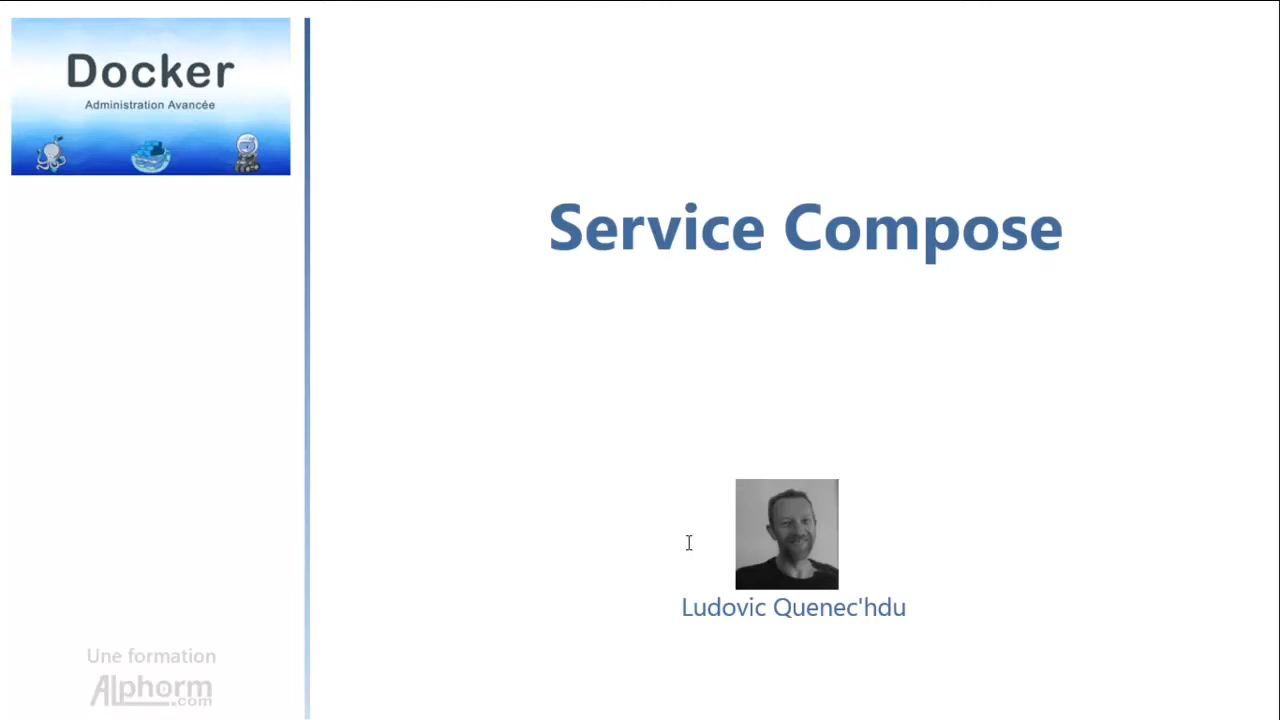 Docker
Administration Avancée
Service Compose
Ludovic Quenec'hdu
Une formation
Alphorm
.com